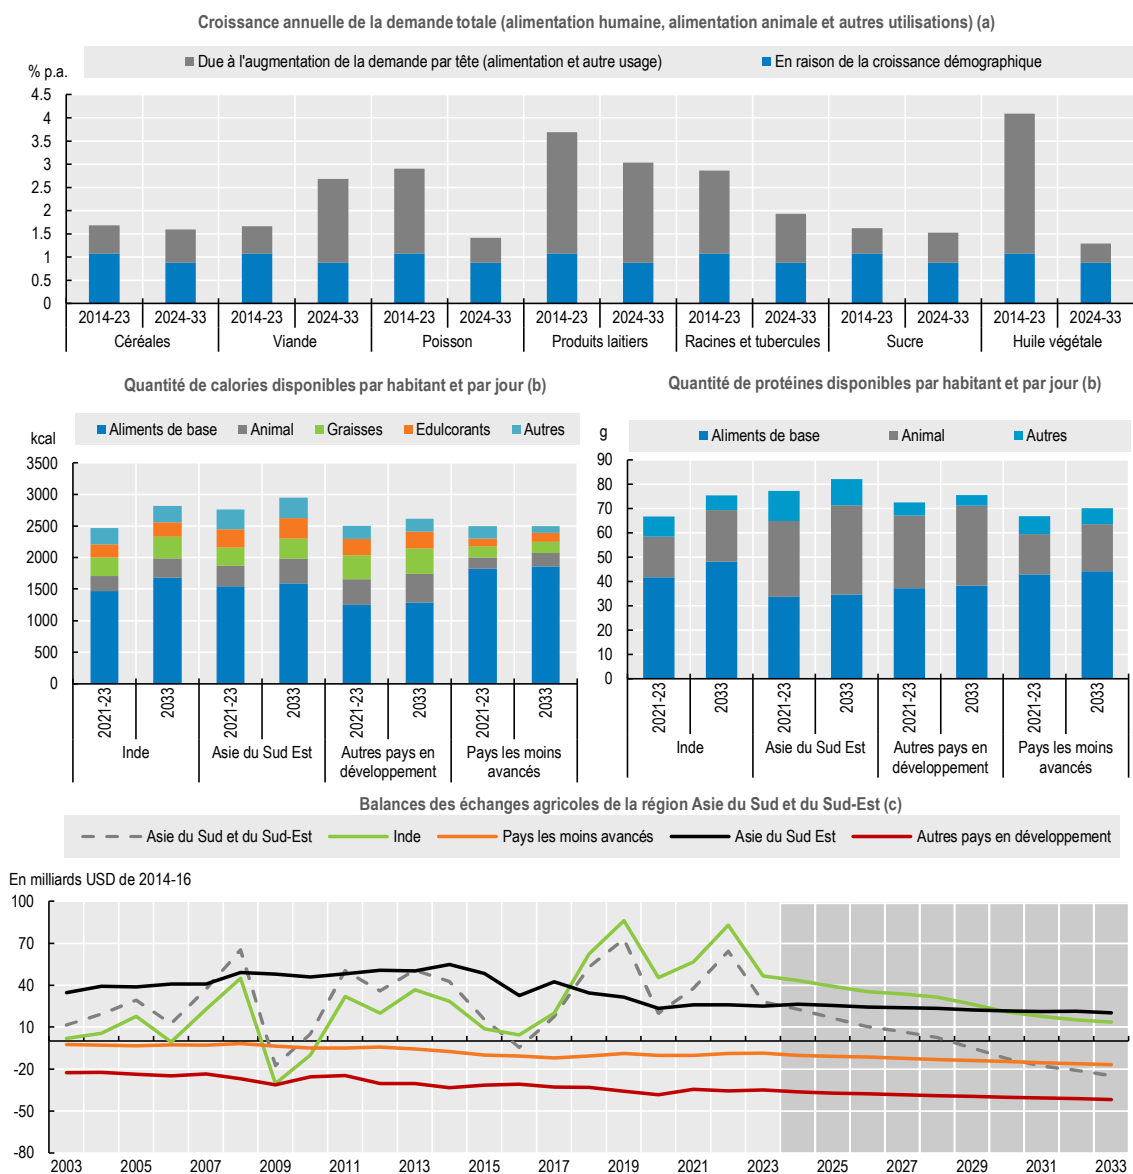 Croissance annuelle de la demande totale (alimentation humaine, alimentation animale et autres utilisations) (a)
Due à l'augmentation de la demande par tête (alimentation et autre usage) En raison de la croissance démographique
% p.a.
4.5
4
3.5
3
2.5
2
1.5
1
0.5
0
2014-23 2024-33 2014-23 2024-33 2014-23 2024-33 2014-23 2024-33 2014-23 2024-33 2014-23 2024-33 2014-23 2024-33
Céréales Viande Poisson Produits laitiers Racines et tubercules Sucre Huile végétale
Quantité de calories disponibles par habitant et par jour (b)
Aliments de base Animal Graisses Edulcorants Autres
kcal
3500
3000
2500
2000
1500
1000
500
0
2021-23 2033 2021-23 2033 2021-23 2033 2021-23 2033
Inde Asie du Sud Est Autres pays en développement Pays les moins avancés
Quantité de protéines disponibles par habitant et par jour (b)
Aliments de base Animal Autres
g
90
80
70
60
50
40
30
20
10
0
2021-23 2033 2021-23 2033 2021-23 2033 2021-23 2033
Inde Asie du Sud Est Autres pays en développement Pays les moins avancés
Balances des échanges agricoles de la région Asie du Sud et du Sud-Est (c)
Asie du Sud et du Sud-Est Inde Pays les moins avancés Asie du Sud Est Autres pays en développement
En milliards USD de 2014-16
100
70
40
10
-20
-50
-80
2003 2005 2007 2009 2011 2013 2015 2017 2019 2021 2023 2025 2027 2029 2031 2033